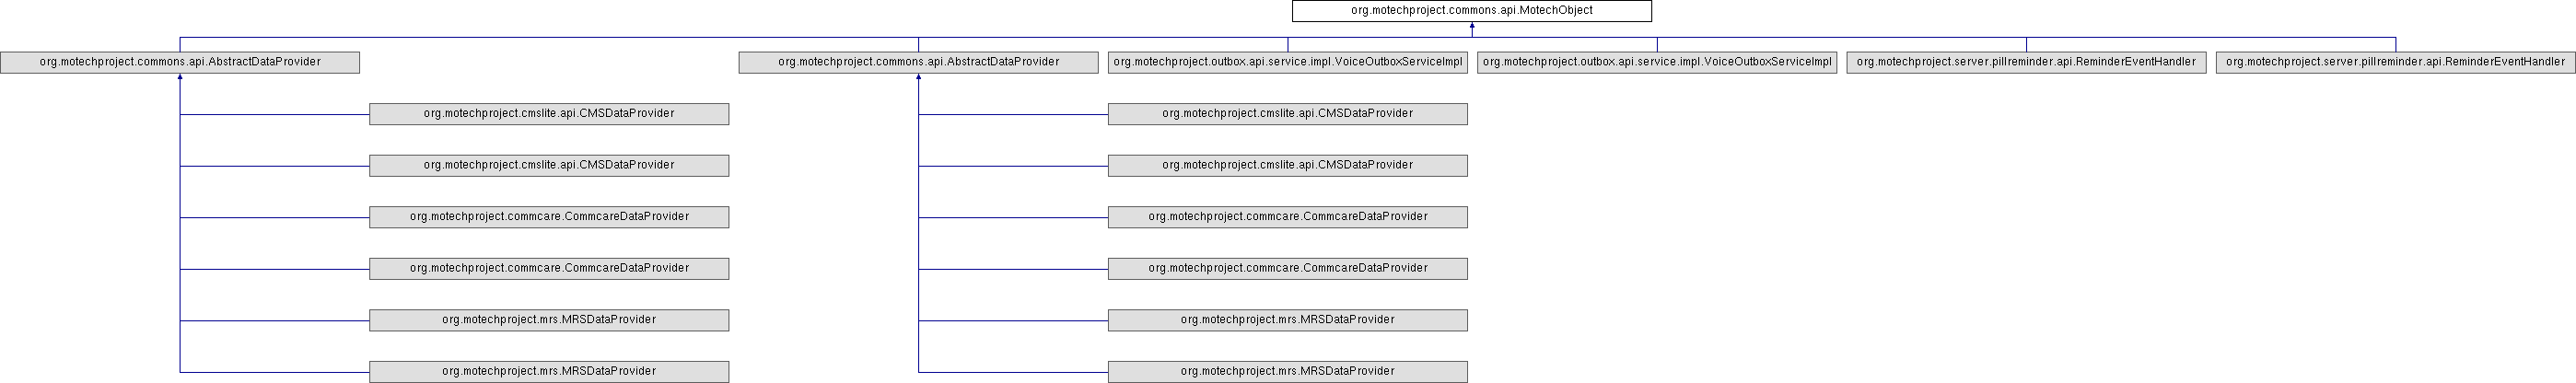 org.motechproject.commons.api.MotechObject
org.motechproject.commons.api.AbstractDataProvider
org.motechproject.commons.api.AbstractDataProvider
org.motechproject.outbox.api.service.impl.VoiceOutboxServiceImpl
org.motechproject.outbox.api.service.impl.VoiceOutboxServiceImpl
org.motechproject.server.pillreminder.api.ReminderEventHandler
org.motechproject.server.pillreminder.api.ReminderEventHandler
org.motechproject.cmslite.api.CMSDataProvider
org.motechproject.cmslite.api.CMSDataProvider
org.motechproject.cmslite.api.CMSDataProvider
org.motechproject.cmslite.api.CMSDataProvider
org.motechproject.commcare.CommcareDataProvider
org.motechproject.commcare.CommcareDataProvider
org.motechproject.commcare.CommcareDataProvider
org.motechproject.commcare.CommcareDataProvider
org.motechproject.mrs.MRSDataProvider
org.motechproject.mrs.MRSDataProvider
org.motechproject.mrs.MRSDataProvider
org.motechproject.mrs.MRSDataProvider